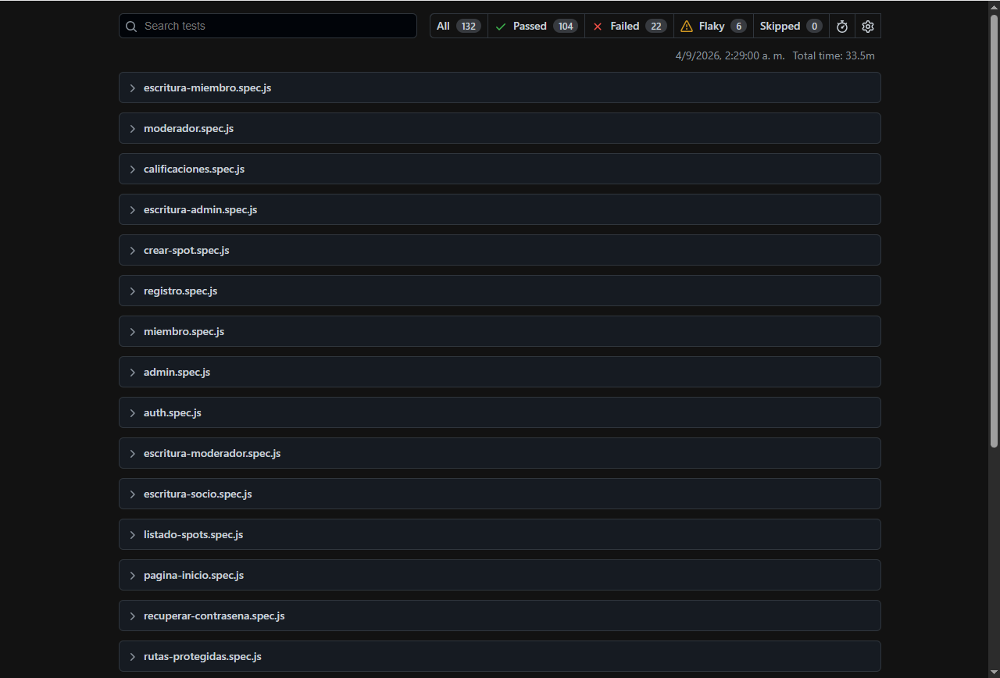 Search tests
All 132 Passed 104 Failed 22 Flaky 6 Skipped 0
4/9/2026, 2:29:00 a. m. Total time: 33.5m
escritura-miembro.spec.js
moderador.spec.js
calificaciones.spec.js
escritura-admin.spec.js
crear-spot.spec.js
registro.spec.js
miembro.spec.js
admin.spec.js
auth.spec.js
escritura-moderador.spec.js
escritura-socio.spec.js
listado-spots.spec.js
pagina-inicio.spec.js
recuperar-contrasena.spec.js
rutas-protegidas.spec.js